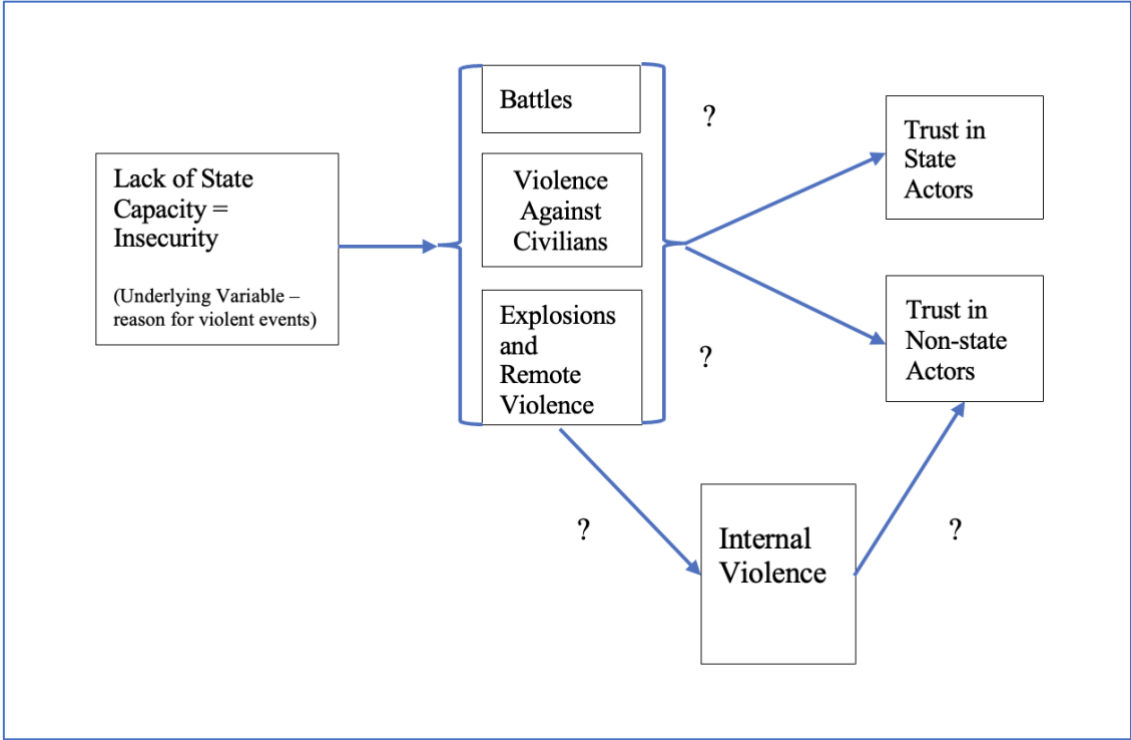 Lack of State
Capacity =
Insecurity
(Underlying Variable –
reason for violent events)
Battles
Violence
Against
Civilians
Explosions
and
Remote
Violence
?
?
Trust in
State
Actors
Trust in
Non-state
Actors
?
Internal
Violence
?